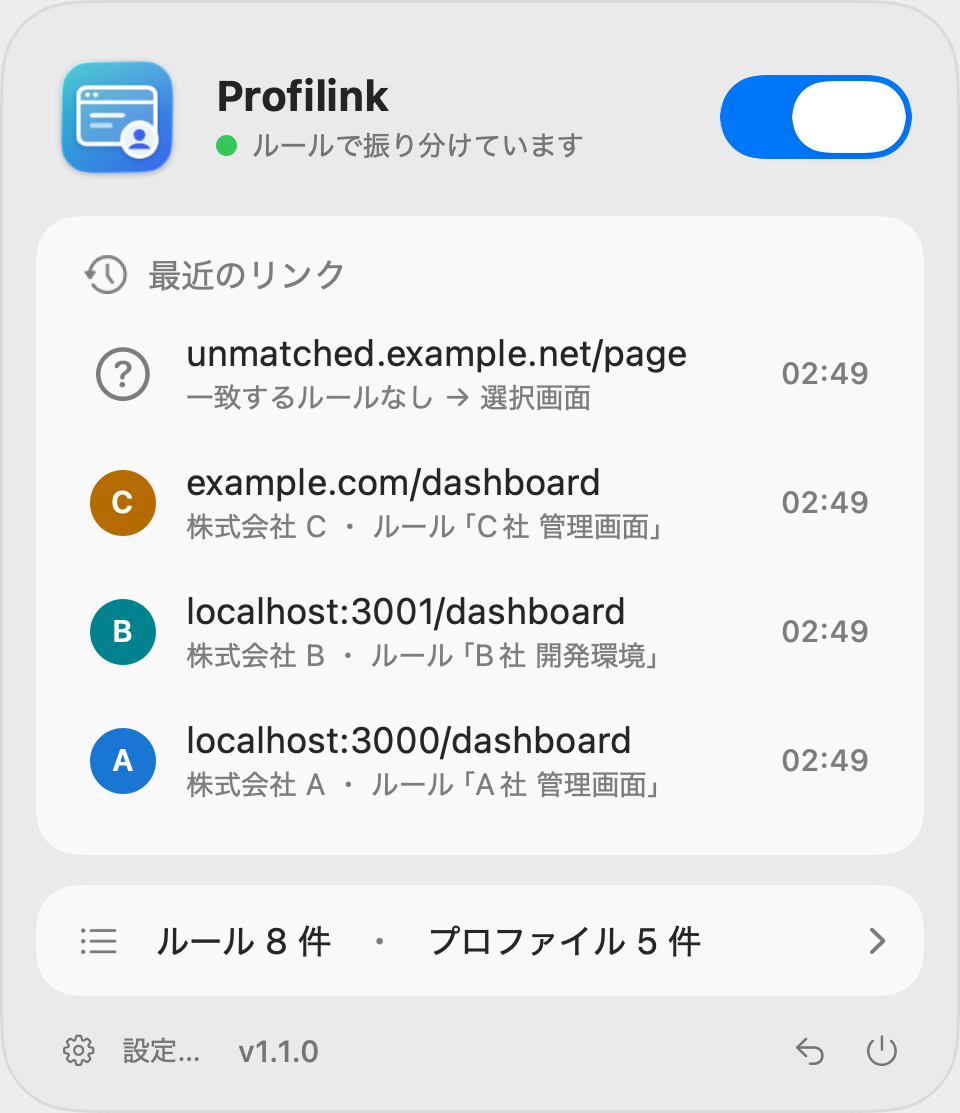 Profilink
ルールで振り分けています
最近のリンク
?
unmatched.example.net/page
02:49
一致するルールなし → 選択画面
C
example.com/dashboard
02:49
株式会社 C ・ ルール「C社 管理画面」
B
localhost:3001/dashboard
02:49
株式会社 B ・ ルール「B社 開発環境」
A
localhost:3000/dashboard
02:49
株式会社 A ・ ルール「A社 管理画面」
ルール 8 件 ・ プロファイル 5 件
設定... v1.1.0